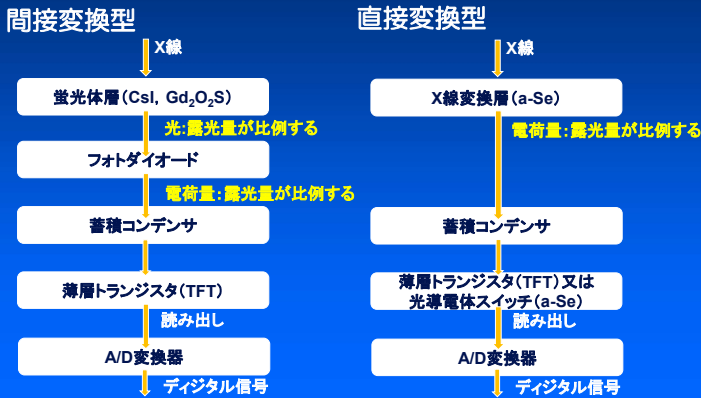 間接変換型
X線
蛍光体層(CsI, Gd2O2S)
光:露光量が比例する
フォトダイオード
電荷量:露光量が比例する
蓄積コンデンサ
薄層トランジスタ(TFT)
読み出し
A/D変換器
ディジタル信号
直接変換型
X線
X線変換層(a-Se)
電荷量:露光量が比例する
蓄積コンデンサ
薄層トランジスタ(TFT)又は
光導電体スイッチ(a-Se)
読み出し
A/D変換器
ディジタル信号